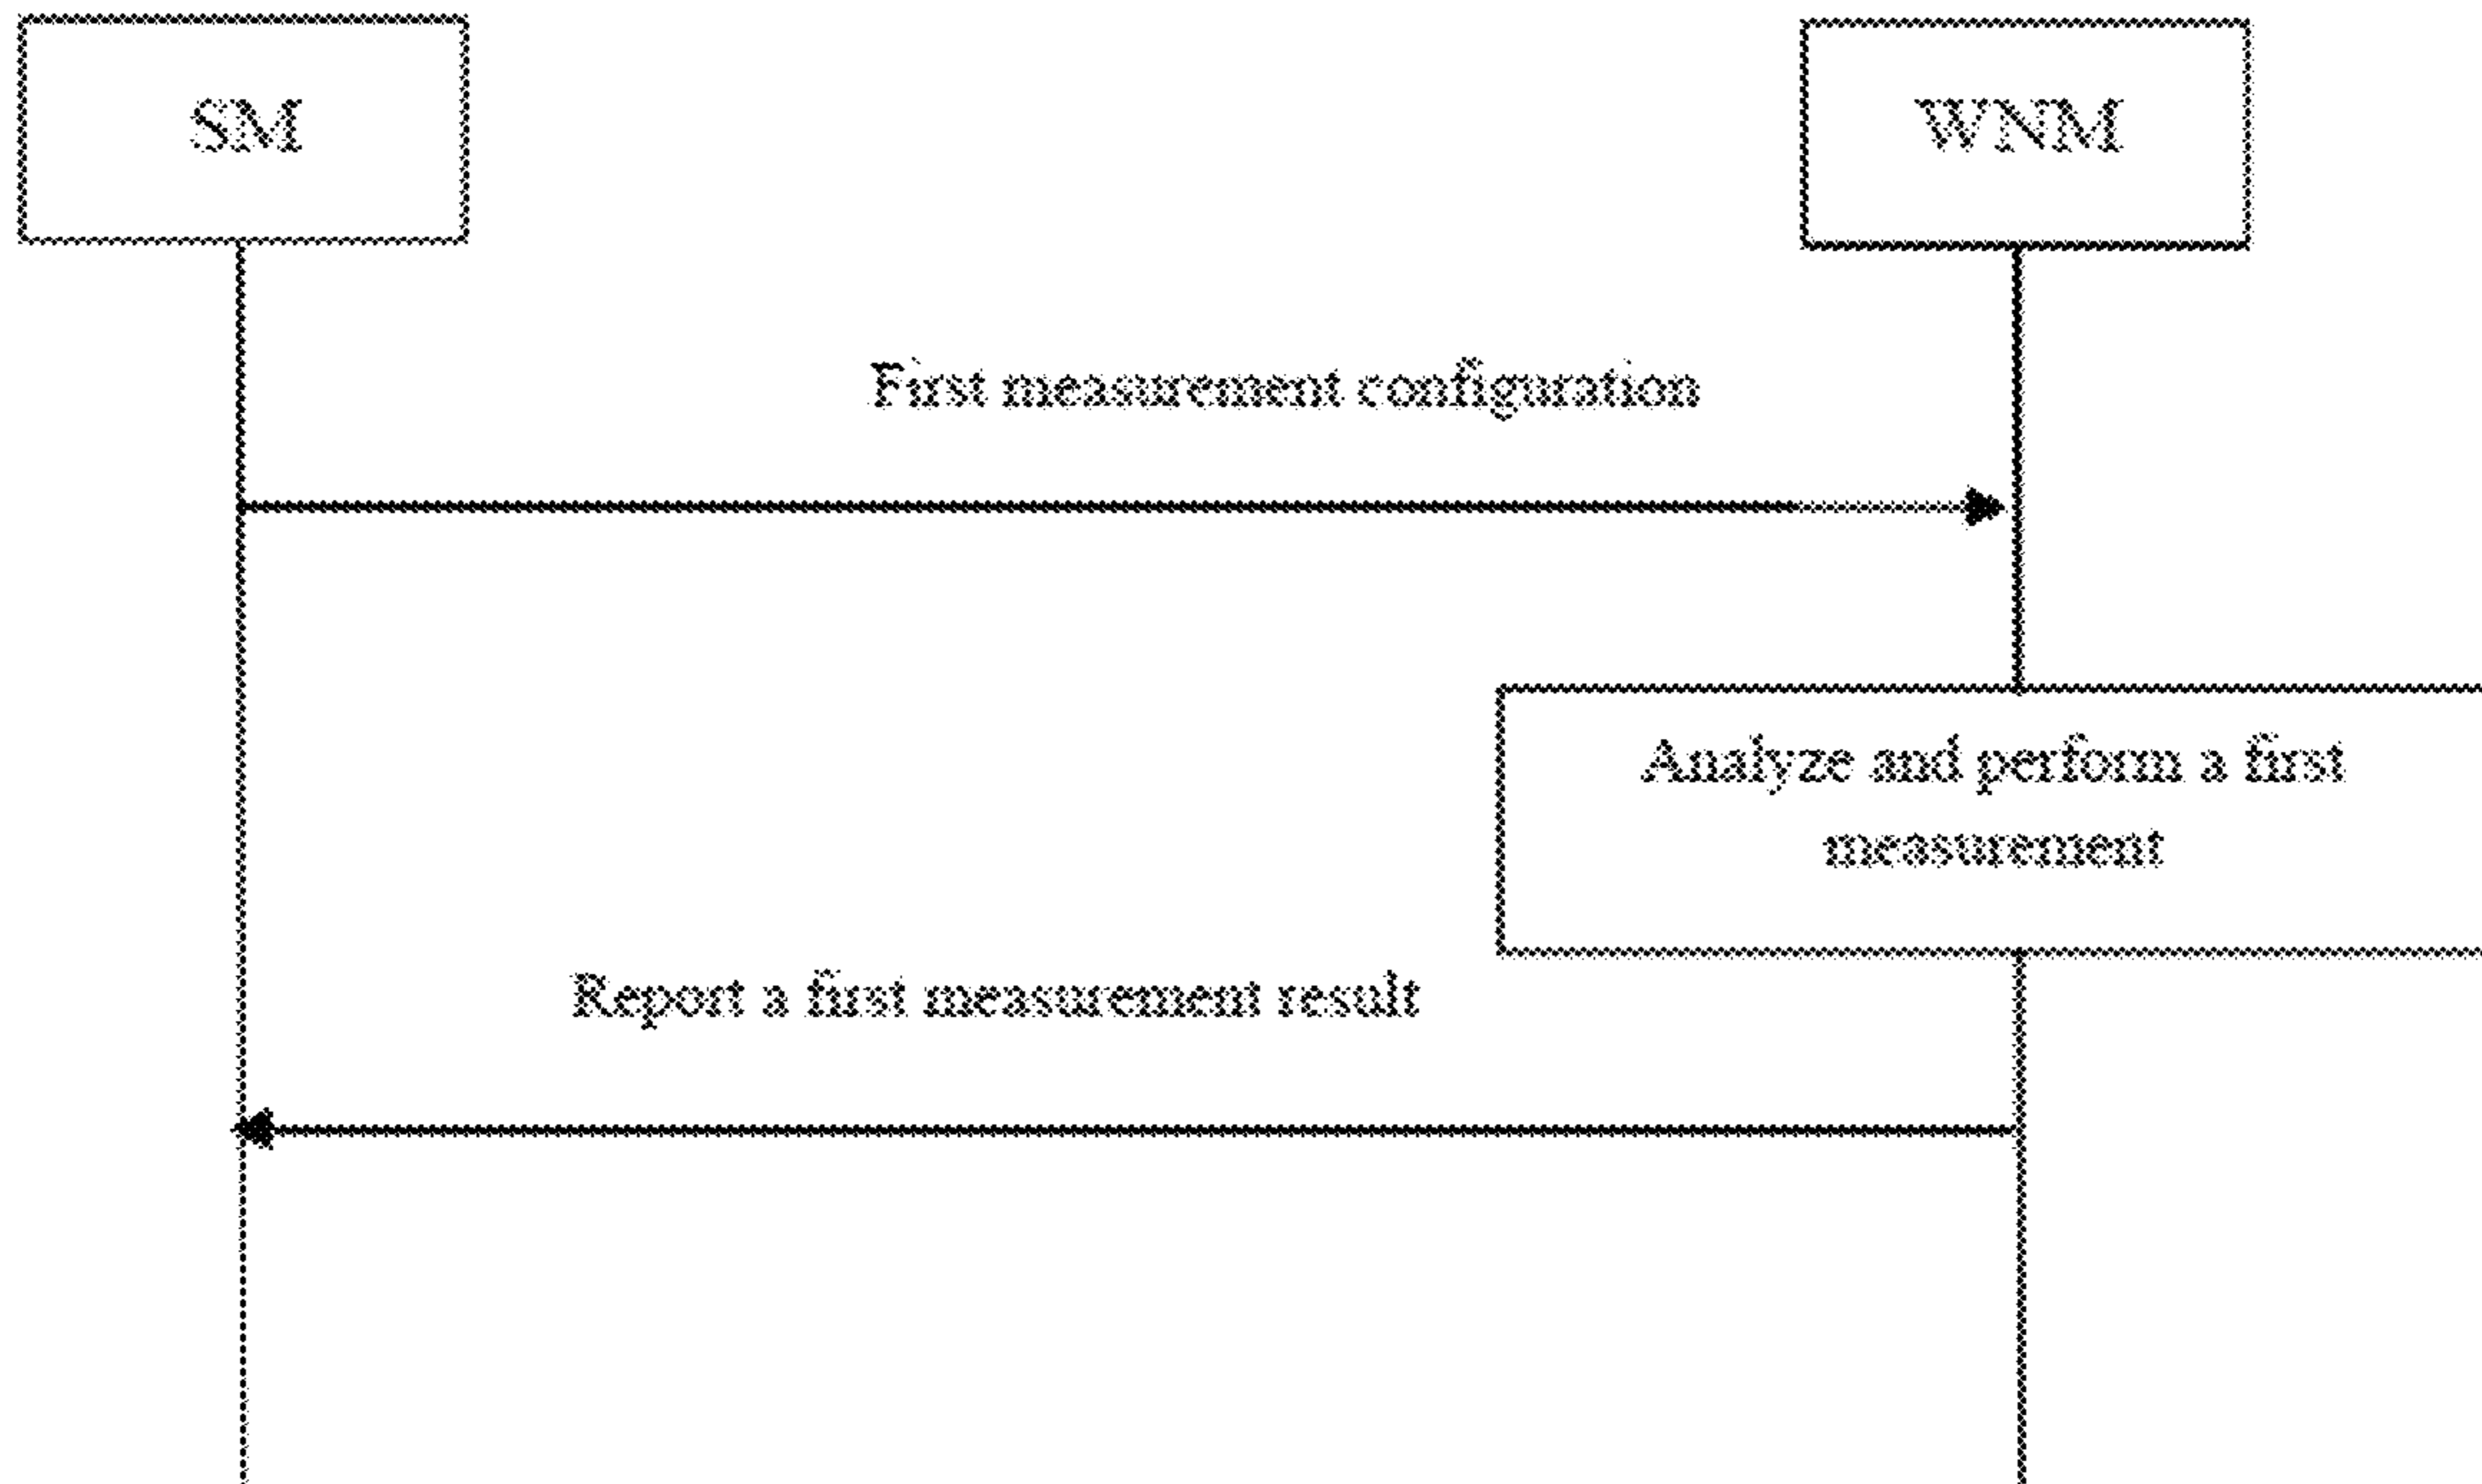 SM
WNM
First measurement configuration
Analyze and perform a first
measurement
Report a first measurement result